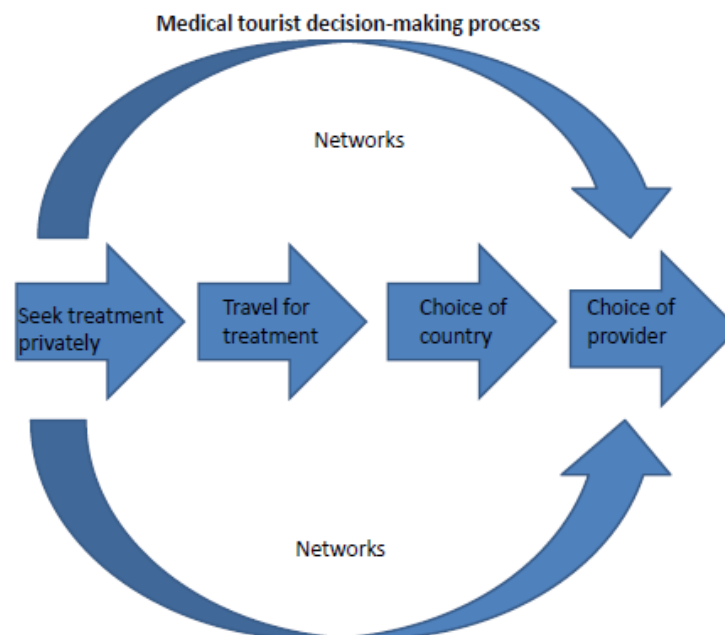 Medical tourist decision-making process
Networks
Seek treatment
privately
Travel for
treatment
Choice of
country
Choice of
provider
Networks